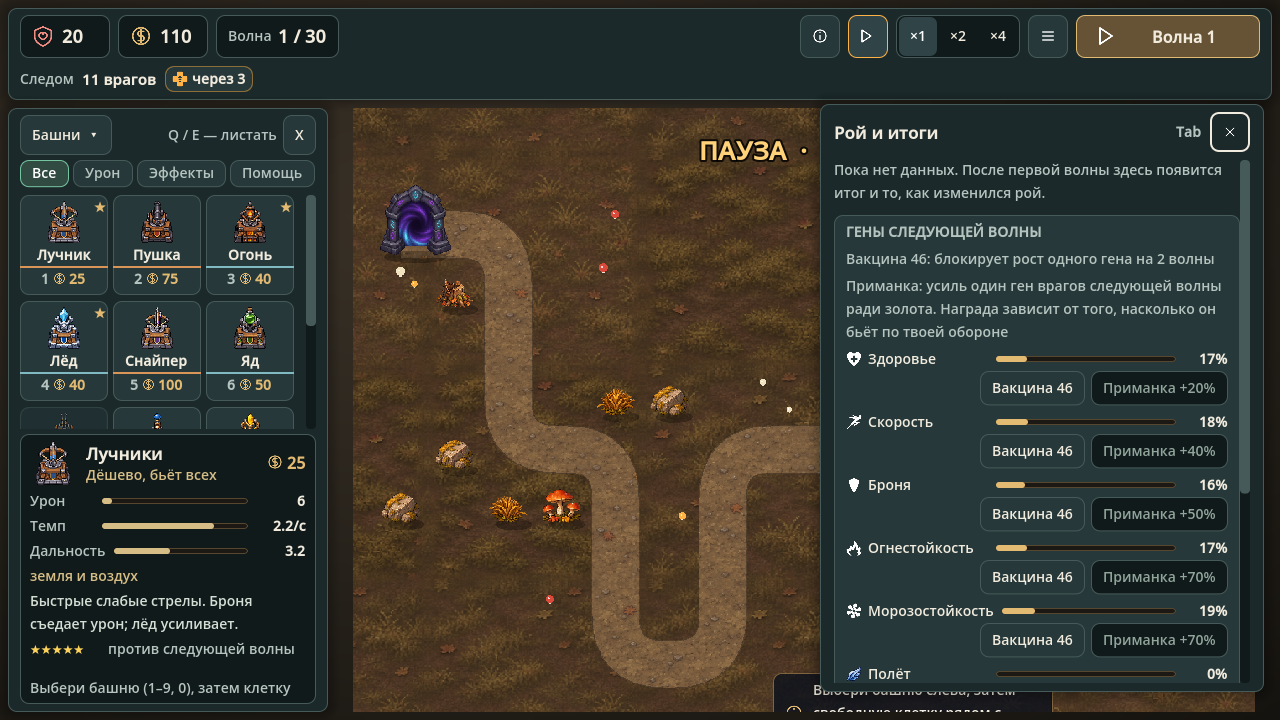 20
110
Волна 1 / 30
×1
×2
×4
Волна 1
Следом 11 врагов
через 3
Башни
Q / E — листать
X
Все
Урон
Эффекты
Помощь
Лучник
1 25
Пушка
2 75
Огонь
3 40
Лёд
4 40
Снайпер
5 100
Яд
6 50
Лучники
Дёшево, бьёт всех
25
Урон 6
Темп 2.2/с
Дальность 3.2
земля и воздух
Быстрые слабые стрелы. Броня
съедает урон; лёд усиливает.
★★★★★ против следующей волны
Выбери башню (1–9, 0), затем клетку
ПАУЗА ·
Рой и итоги
Tab
Пока нет данных. После первой волны здесь появится
итог и то, как изменился рой.
ГЕНЫ СЛЕДУЮЩЕЙ ВОЛНЫ
Вакцина 46: блокирует рост одного гена на 2 волны
Приманка: усиль один ген врагов следующей волны
ради золота. Награда зависит от того, насколько он
бьёт по твоей обороне
Здоровье 17%
Вакцина 46
Приманка +20%
Скорость 18%
Вакцина 46
Приманка +40%
Броня 16%
Вакцина 46
Приманка +50%
Огнестойкость 17%
Вакцина 46
Приманка +70%
Морозостойкость 19%
Вакцина 46
Приманка +70%
Полёт 0%
Выбери башню слева, затем
свободную клетку рядом с